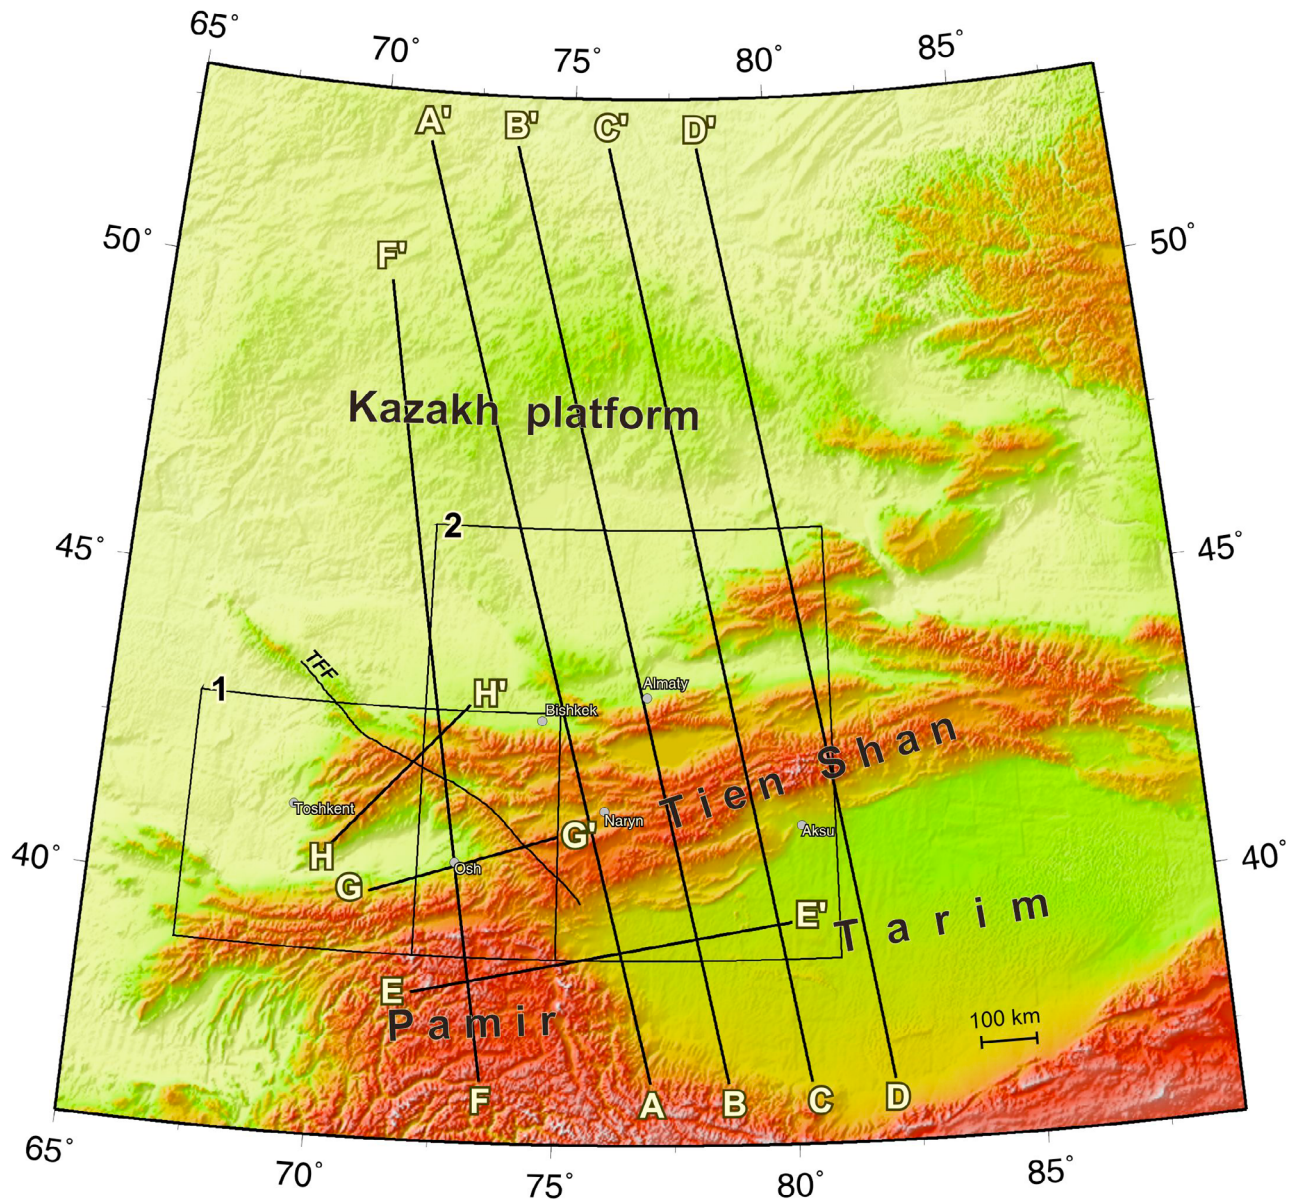 65°
70°
75°
80°
85°
A'
B'
C'
D'
50°
50°
F'
Kazakh platform
2
45°
45°
TFF
1
H'
Almaty
Bishkek
Tien Shan
Toshkent
Naryn
Aksu
G'
H
40°
40°
Osh
G
E'
Tarim
E
Pamir
100 km
F
A
B
C
D
65°
70°
75°
80°
85°